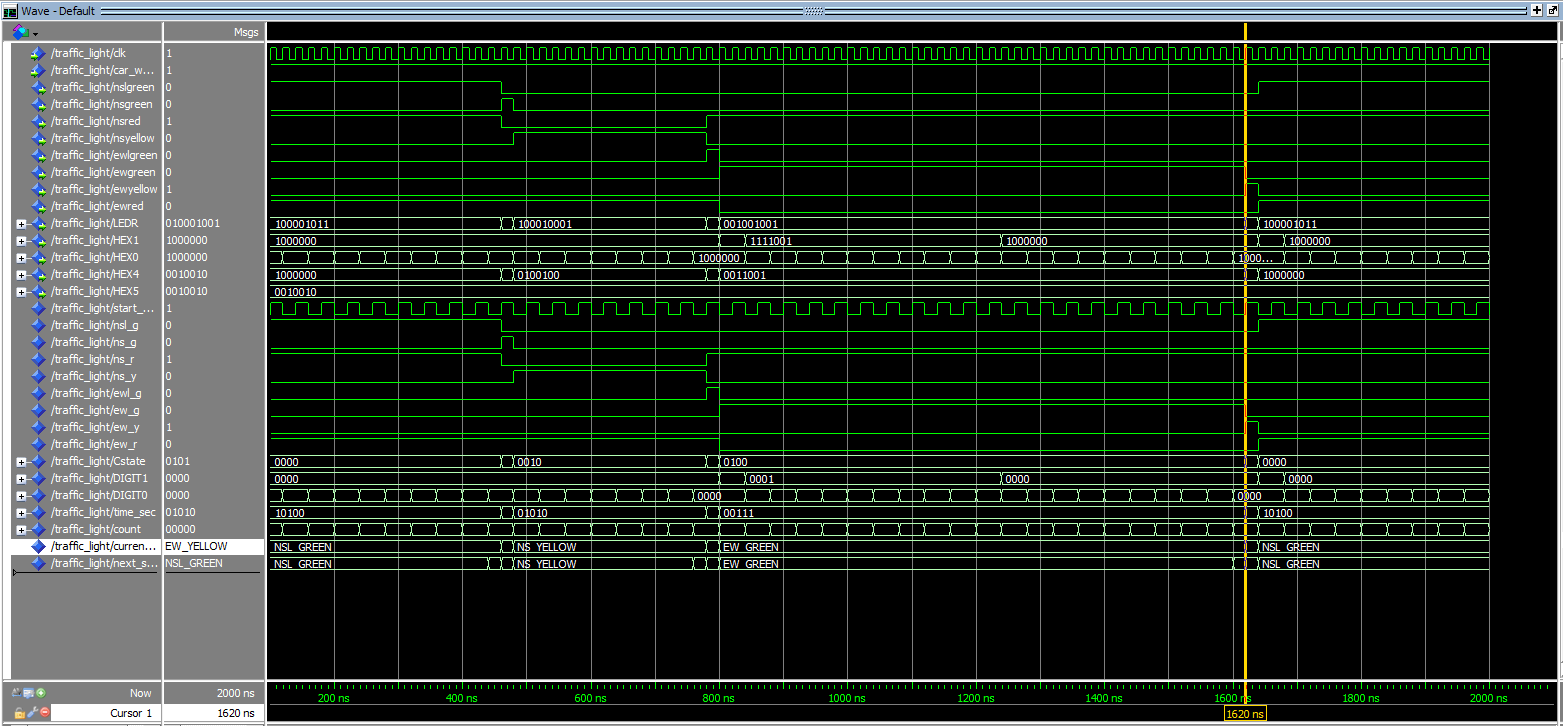 Wave - Default
Msgs
/traffic_light/clk 1
/traffic_light/car_w... 1
/traffic_light/nslgreen 0
/traffic_light/nsgreen 0
/traffic_light/nsred 1
/traffic_light/nsyellow 0
/traffic_light/ewlgreen 0
/traffic_light/ewgreen 0
/traffic_light/ewyellow 1
/traffic_light/ewred 0
/traffic_light/LEDR 010001001 100001011 100010001 001001001 100001011
/traffic_light/HEX1 1000000 1000000 1111001 1000000 1000000
/traffic_light/HEX0 1000000 1000000 1000...
/traffic_light/HEX4 0010010 1000000 0100100 0011001 1000000
/traffic_light/HEX5 0010010 0010010
/traffic_light/start_... 1
/traffic_light/nsl_g 0
/traffic_light/ns_g 0
/traffic_light/ns_r 1
/traffic_light/ns_y 0
/traffic_light/ewl_g 0
/traffic_light/ew_g 0
/traffic_light/ew_y 1
/traffic_light/ew_r 0
/traffic_light/Cstate 0101 0000 0010 0100 0000
/traffic_light/DIGIT1 0000 0000 0001 0000 0000
/traffic_light/DIGIT0 0000 0000 0000
/traffic_light/time_sec 01010 10100 01010 00111 10100
/traffic_light/count 00000
/traffic_light/curren... EW_YELLOW NSL_GREEN NS_YELLOW EW_GREEN NSL_GREEN
/traffic_light/next_s... NSL_GREEN NSL_GREEN NS_YELLOW EW_GREEN NSL_GREEN
Now 2000 ns 200 ns 400 ns 600 ns 800 ns 1000 ns 1200 ns 1400 ns 1600 ns 1800 ns 2000 ns
Cursor 1 1620 ns 1620 ns